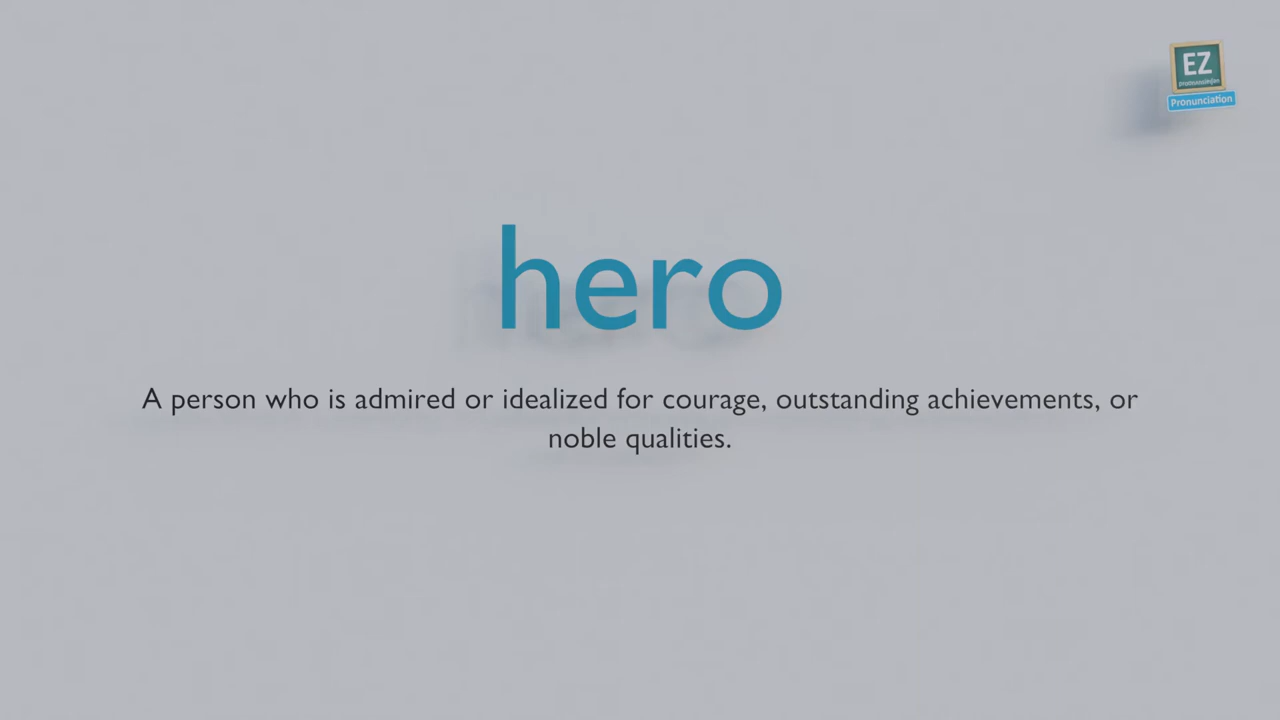 EZ
Pronunciation
hero
A person who is admired or idealized for courage, outstanding achievements, or
noble qualities.